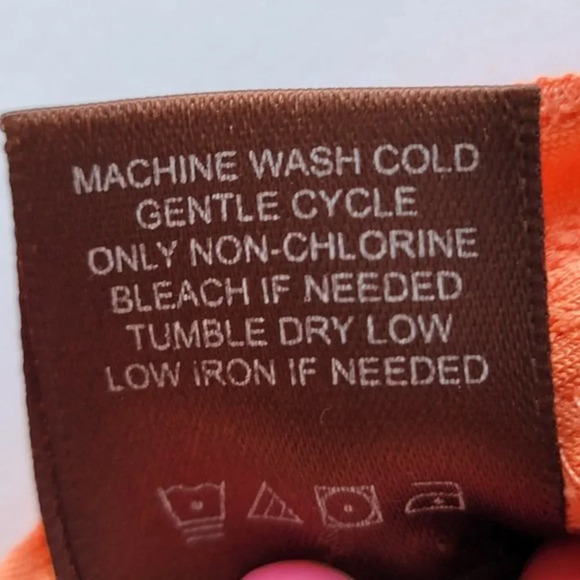 MACHINE WASH COLD
GENTLE CYCLE
ONLY NON-CHLORINE
BLEACH IF NEEDED
TUMBLE DRY LOW
LOW IRON IF NEEDED